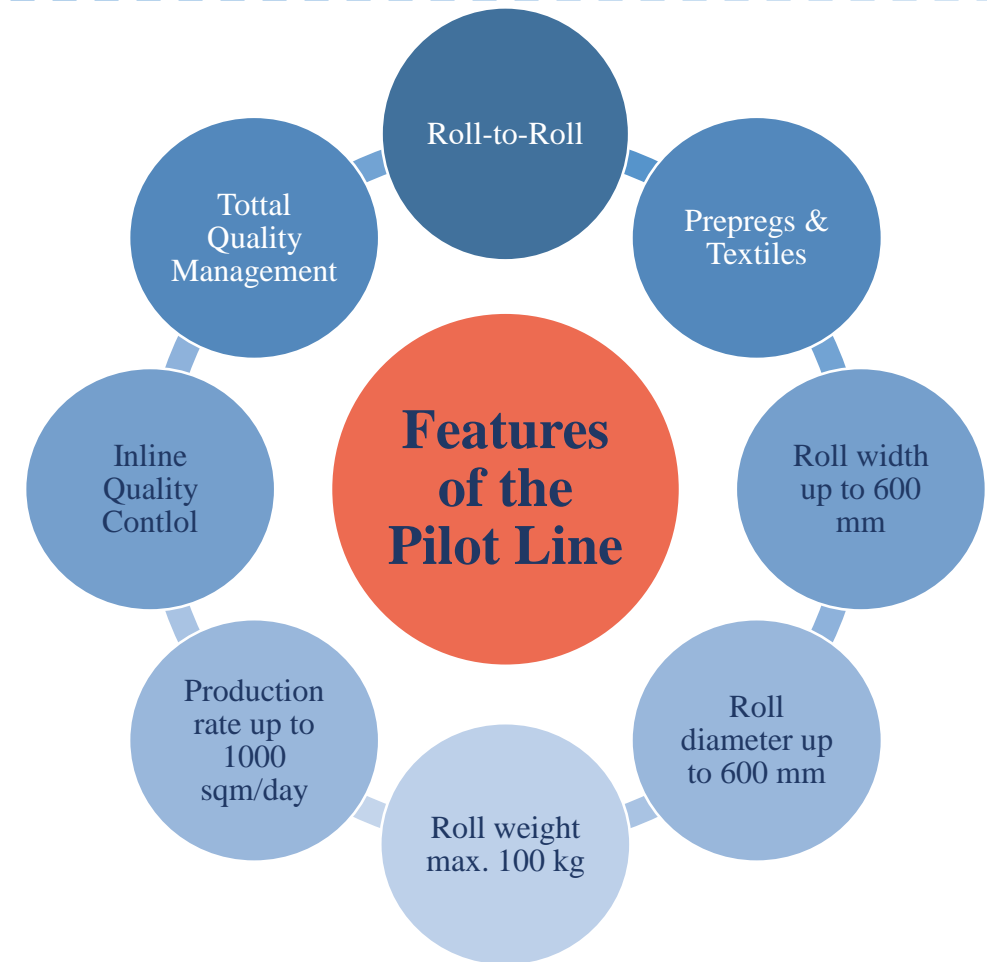 Roll-to-Roll
Prepregs &
Textiles
Roll width
up to 600
mm
Roll
diameter up
to 600 mm
Roll weight
max. 100 kg
Production
rate up to
1000
sqm/day
Inline
Quality
Contlol
Tottal
Quality
Management
Features
of the
Pilot Line